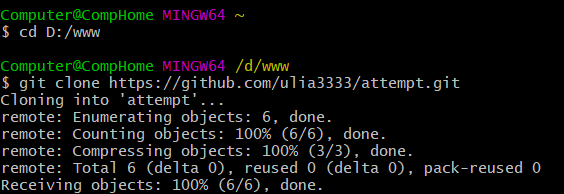 Computer@CompHome MINGW64 ~
$ cd D:/www
Computer@CompHome MINGW64 /d/www
$ git clone https://github.com/ulia3333/attempt.git
Cloning into 'attempt'...
remote: Enumerating objects: 6, done.
remote: Counting objects: 100% (6/6), done.
remote: Compressing objects: 100% (3/3), done.
remote: Total 6 (delta 0), reused 0 (delta 0), pack-reused 0
Receiving objects: 100% (6/6), done.